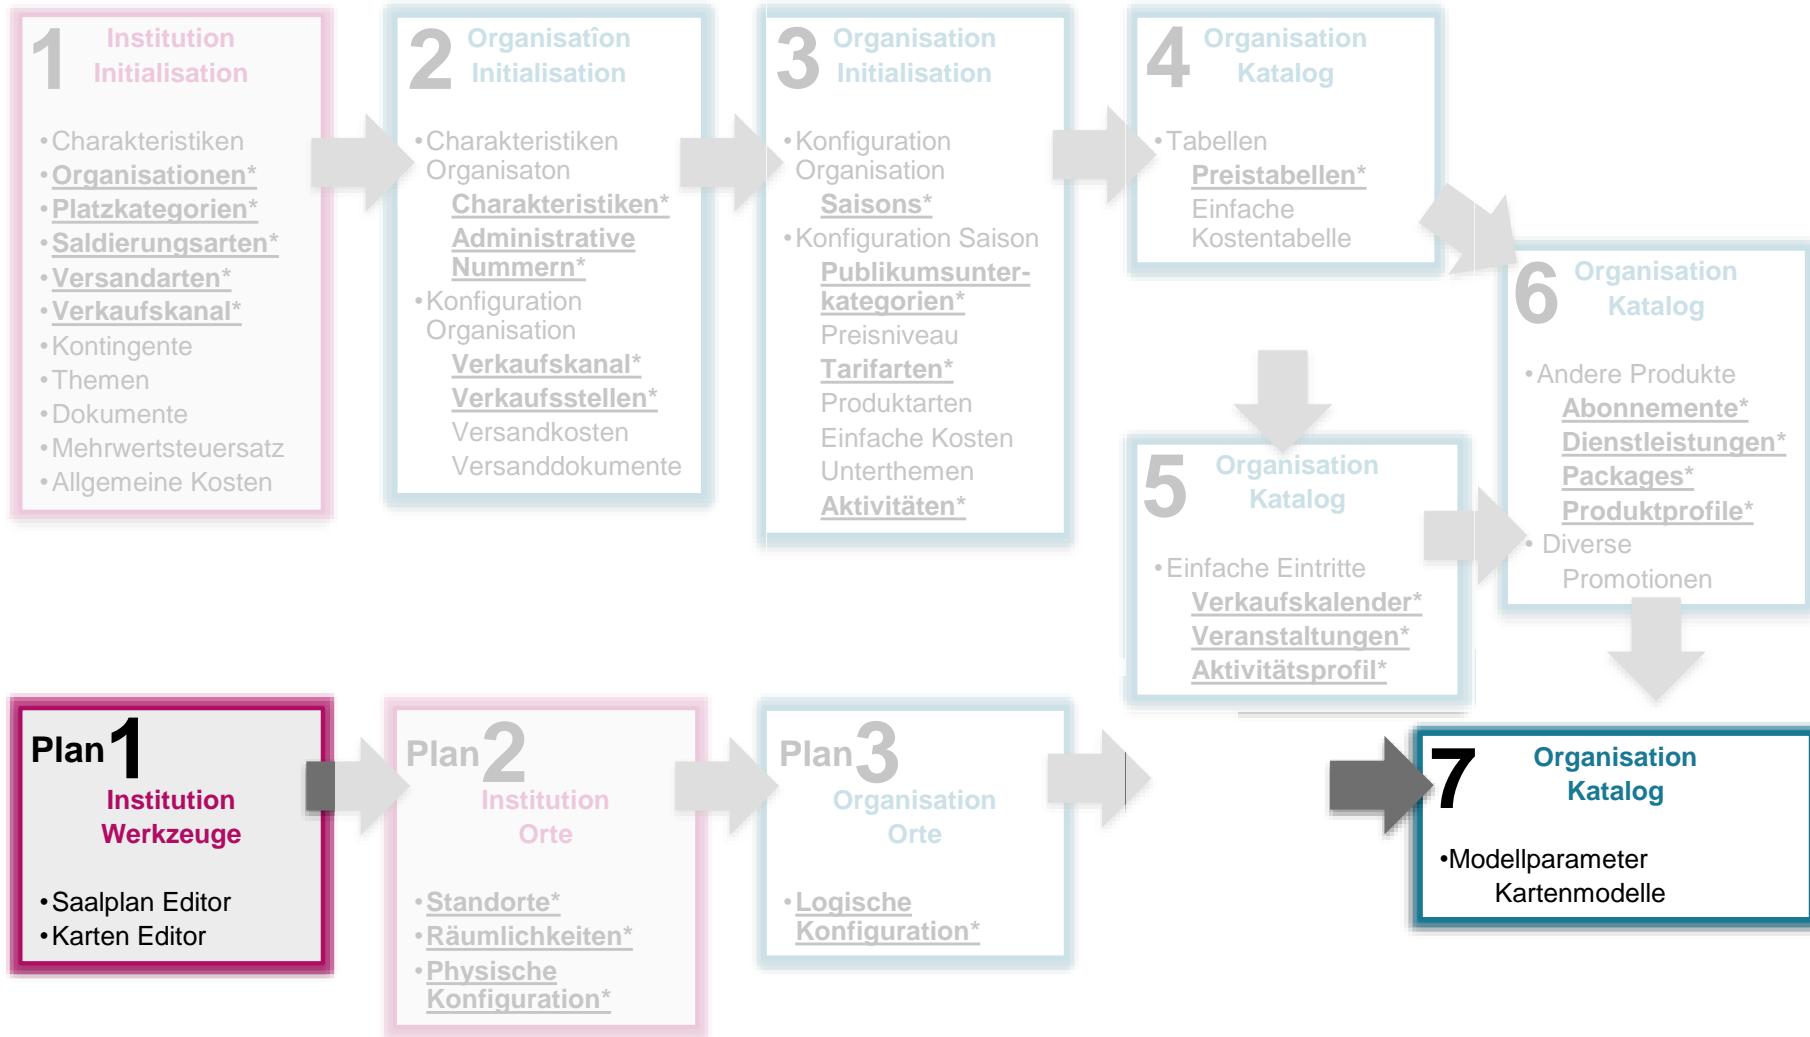 1
Institution
Initialisation
•Charakteristiken
•Organisationen*
•Platzkategorien*
•Saldierungsarten*
•Versandarten*
•Verkaufskanal*
•Kontingente
•Themen
•Dokumente
•Mehrwertsteuersatz
•Allgemeine Kosten
2
Organisatîon
Initialisation
•Charakteristiken
Organisaton
Charakteristiken*
Administrative
Nummern*
•Konfiguration
Organisation
Verkaufskanal*
Verkaufsstellen*
Versandkosten
Versanddokumente
3
Organisation
Initialisation
•Konfiguration
Organisation
Saisons*
•Konfiguration Saison
Publikumsunter-
kategorien*
Preisniveau
Tarifarten*
Produktarten
Einfache Kosten
Unterthemen
Aktivitäten*
4
Organisation
Katalog
•Tabellen
Preistabellen*
Einfache
Kostentabelle
5
Organisation
Katalog
•Einfache Eintritte
Verkaufskalender*
Veranstaltungen*
Aktivitätsprofil*
6
Organisation
Katalog
•Andere Produkte
Abonnemente*
Dienstleistungen*
Packages*
Produktprofile*
• Diverse
Promotionen
Plan 1
Institution
Werkzeuge
•Saalplan Editor
•Karten Editor
Plan 2
Institution
Orte
•Standorte*
•Räumlichkeiten*
•Physische
Konfiguration*
Plan 3
Organisation
Orte
•Logische
Konfiguration*
7
Organisation
Katalog
•Modellparameter
Kartenmodelle